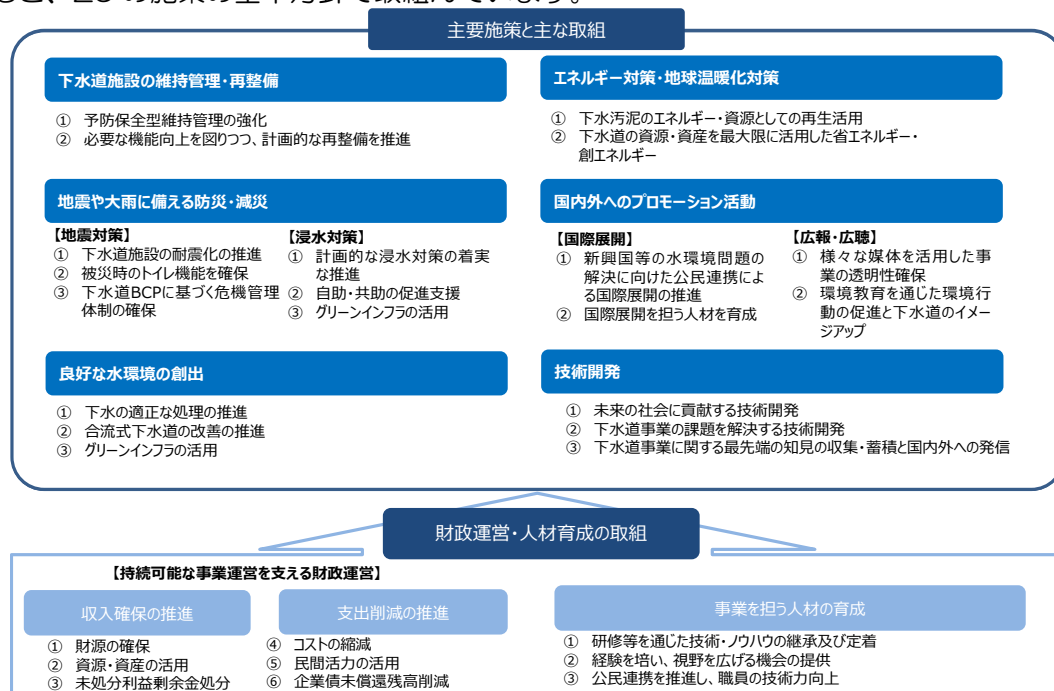 主要施策と主な取組
下水道施設の維持管理・再整備
① 予防保全型維持管理の強化
② 必要な機能向上を図りつつ、計画的な再整備を推進
エネルギー対策・地球温暖化対策
① 下水汚泥のエネルギー・資源としての再生活用
② 下水道の資源・資産を最大限に活用した省エネルギー・
創エネルギー
地震や大雨に備える防災・減災
【地震対策】
① 下水道施設の耐震化の推進
② 被災時のトイレ機能を確保
③ 下水道BCPに基づく危機管理
体制の確保
【浸水対策】
① 計画的な浸水対策の着実
な推進
② 自助・共助の促進支援
③ グリーンインフラの活用
国内外へのプロモーション活動
【国際展開】
① 新興国等の水環境問題の
解決に向けた公民連携によ
る国際展開の推進
② 国際展開を担う人材を育成
【広報・広聴】
① 様々な媒体を活用した事
業の透明性確保
② 環境教育を通じた環境行
動の促進と下水道のイメー
ジアップ
良好な水環境の創出
① 下水の適正な処理の推進
② 合流式下水道の改善の推進
③ グリーンインフラの活用
技術開発
① 未来の社会に貢献する技術開発
② 下水道事業の課題を解決する技術開発
③ 下水道事業に関する最先端の知見の収集・蓄積と国内外への発信
財政運営・人材育成の取組
【持続可能な事業運営を支える財政運営】
収入確保の推進
① 財源の確保
② 資源・資産の活用
③ 未処分利益剰余金処分
支出削減の推進
④ コストの縮減
⑤ 民間活力の活用
⑥ 企業債未償還残高削減
事業を担う人材の育成
① 研修等を通じた技術・ノウハウの継承及び定着
② 経験を培い、視野を広げる機会の提供
③ 公民連携を推進し、職員の技術力向上